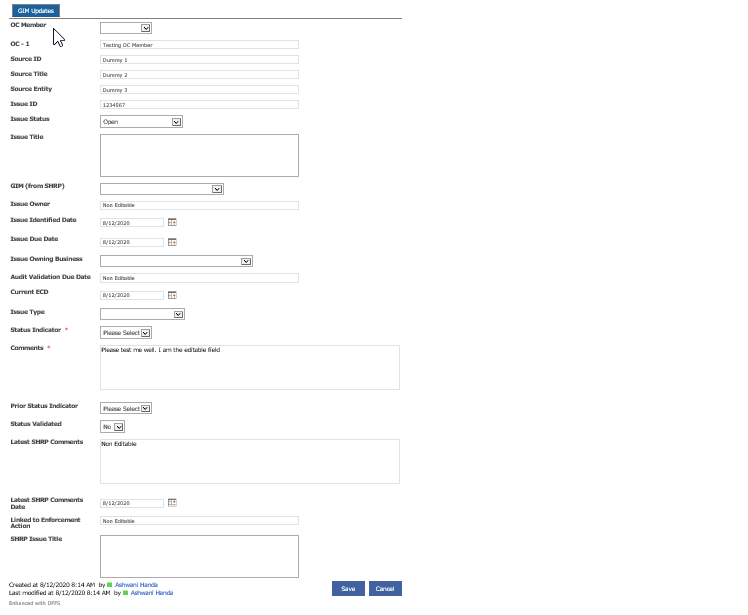 GIM Updates
OC Member
OC - 1 Testing OC Member
Source ID Dummy 1
Source Title Dummy 2
Source Entity Dummy 3
Issue ID 1234567
Issue Status Open
Issue Title
GIM (from SHRP)
Issue Owner Non Editable
Issue Identified Date 8/12/2020
Issue Due Date 8/12/2020
Issue Owning Business
Audit Validation Due Date Non Editable
Current ECD 8/12/2020
Issue Type
Status Indicator * Please Select
Comments * Please test me well. I am the editable field
Prior Status Indicator Please Select
Status Validated No
Latest SHRP Comments Non Editable
Latest SHRP Comments
Date 8/12/2020
Linked to Enforcement
Action Non Editable
SHRP Issue Title
Created at 8/12/2020 8:14 AM by Ashwani Handa
Last modified at 8/12/2020 8:14 AM by Ashwani Handa
Save Cancel
Enhanced with DFFS